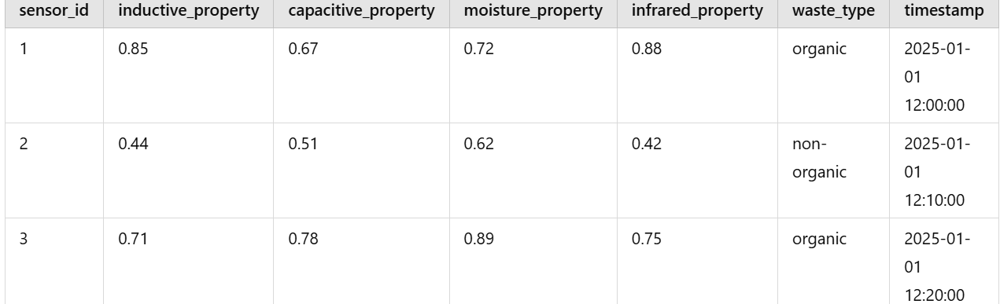 sensor_id inductive_property capacitive_property moisture_property infrared_property waste_type timestamp
1 0.85 0.67 0.72 0.88 organic 2025-01-
01
12:00:00
2 0.44 0.51 0.62 0.42 non- 2025-01-
organic 01
12:10:00
3 0.71 0.78 0.89 0.75 organic 2025-01-
01
12:20:00